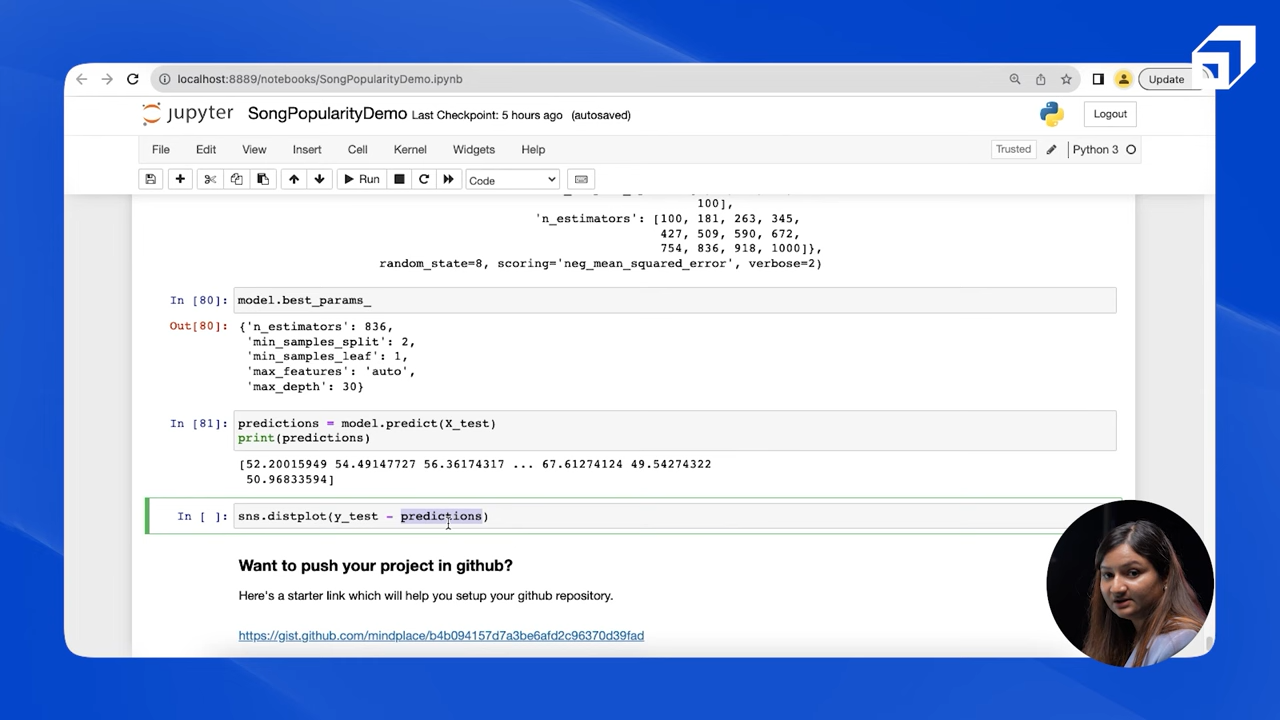 localhost:8889/notebooks/SongPopularityDemo.ipynb
Update
jupyter SongPopularityDemo Last Checkpoint: 5 hours ago (autosaved)
Logout
File Edit View Insert Cell Kernel Widgets Help
Trusted Python 3
Run Code
100],
'n_estimators': [100, 181, 263, 345,
427, 509, 590, 672,
754, 836, 918, 1000]},
random_state=8, scoring='neg_mean_squared_error', verbose=2)
In [80]: model.best_params_
Out[80]: {'n_estimators': 836,
'min_samples_split': 2,
'min_samples_leaf': 1,
'max_features': 'auto',
'max_depth': 30}
In [81]: predictions = model.predict(X_test)
print(predictions)
[52.20015949 54.49147727 56.36174317 ... 67.61274124 49.54274322
50.96833594]
In [ ]: sns.distplot(y_test - predictions)
Want to push your project in github?
Here's a starter link which will help you setup your github repository.
https://gist.github.com/mindplace/b4b094157d7a3be6afd2c96370d39fad